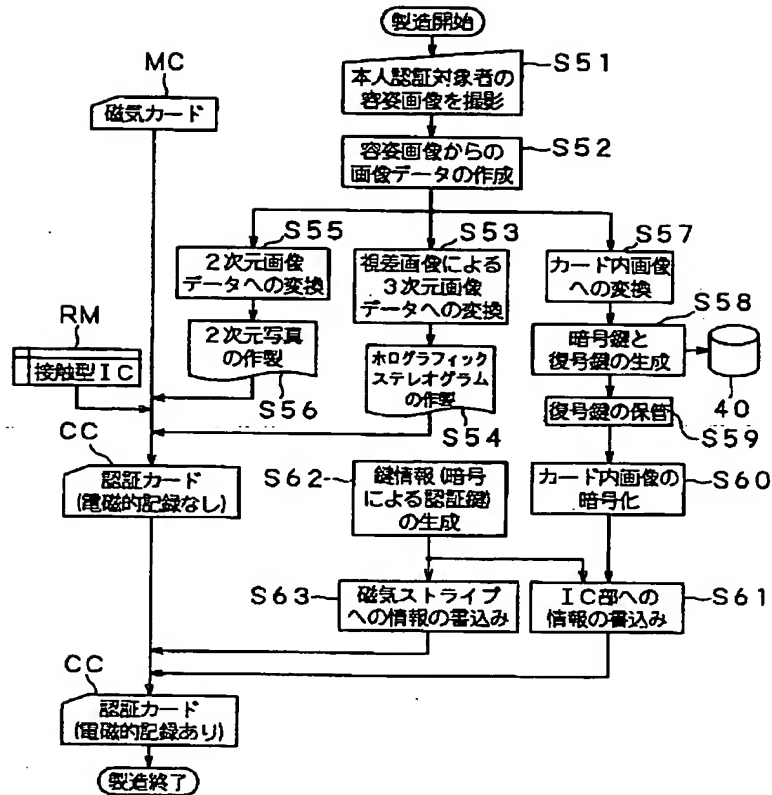 製造開始
MC
磁気カード
S51
本人認証対象者の
容姿画像を撮影
S52
容姿画像からの
画像データの作成
S55
2次元画像
データへの変換
S53
視差画像による
3次元画像
データへの変換
S57
カード内画像
への変換
RM
接触型IC
2次元写真
の作製
S56
ホログラフィック
ステレオグラム
の作製
S54
S58
暗号鍵と
復号鍵の生成
40
復号鍵の保管
S59
CC
認証カード
(電磁的記録なし)
S62
鍵情報(暗号
による認証鍵)
の生成
カード内画像の
暗号化
S60
S63
磁気ストライプ
への情報の書込み
IC部への
情報の書込み
S61
CC
認証カード
(電磁的記録あり)
製造終了